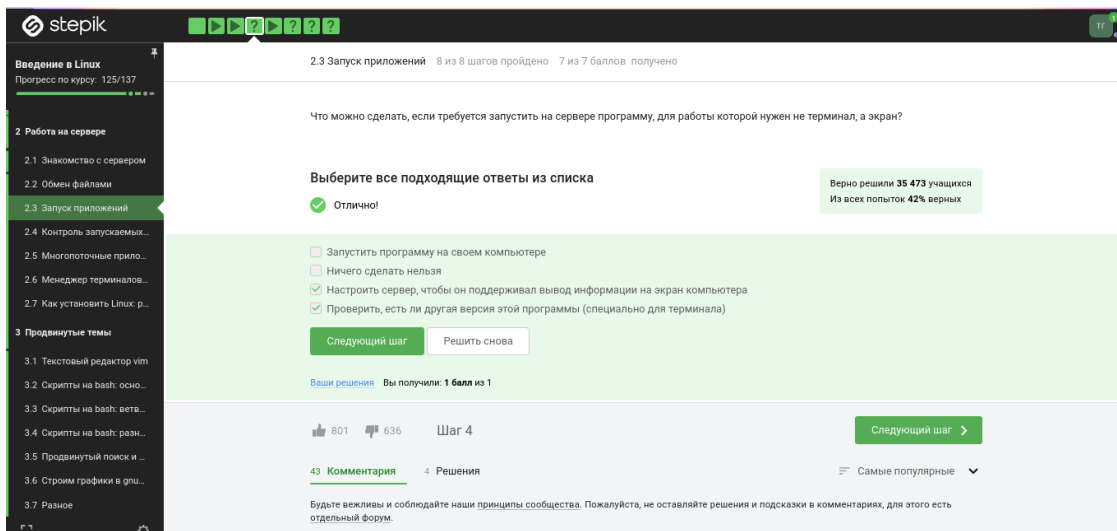 stepik
ТГ
1
Введение в Linux
Прогресс по курсу: 125/137
2 Работа на сервере
2.1 Знакомство с сервером
2.2 Обмен файлами
2.3 Запуск приложений
2.4 Контроль запускаемых...
2.5 Многопоточные прило...
2.6 Менеджер терминалов...
2.7 Как установить Linux: р...
3 Продвинутые темы
3.1 Текстовый редактор vim
3.2 Скрипты на bash: осно...
3.3 Скрипты на bash: ветв...
3.4 Скрипты на bash: разн...
3.5 Продвинутый поиск и ...
3.6 Строим графики в gnu...
3.7 Разное
2.3 Запуск приложений 8 из 8 шагов пройдено 7 из 7 баллов получено
Что можно сделать, если требуется запустить на сервере программу, для работы которой нужен не терминал, а экран?
Выберите все подходящие ответы из списка
Отлично!
Верно решили 35 473 учащихся
Из всех попыток 42% верных
Запустить программу на своем компьютере
Ничего сделать нельзя
Настроить сервер, чтобы он поддерживал вывод информации на экран компьютера
Проверить, есть ли другая версия этой программы (специально для терминала)
Следующий шаг Решить снова
Ваши решения Вы получили: 1 балл из 1
801 636 Шаг 4 Следующий шаг
43 Комментария 4 Решения Самые популярные
Будьте вежливы и соблюдайте наши принципы сообщества. Пожалуйста, не оставляйте решения и подсказки в комментариях, для этого есть
отдельный форум.